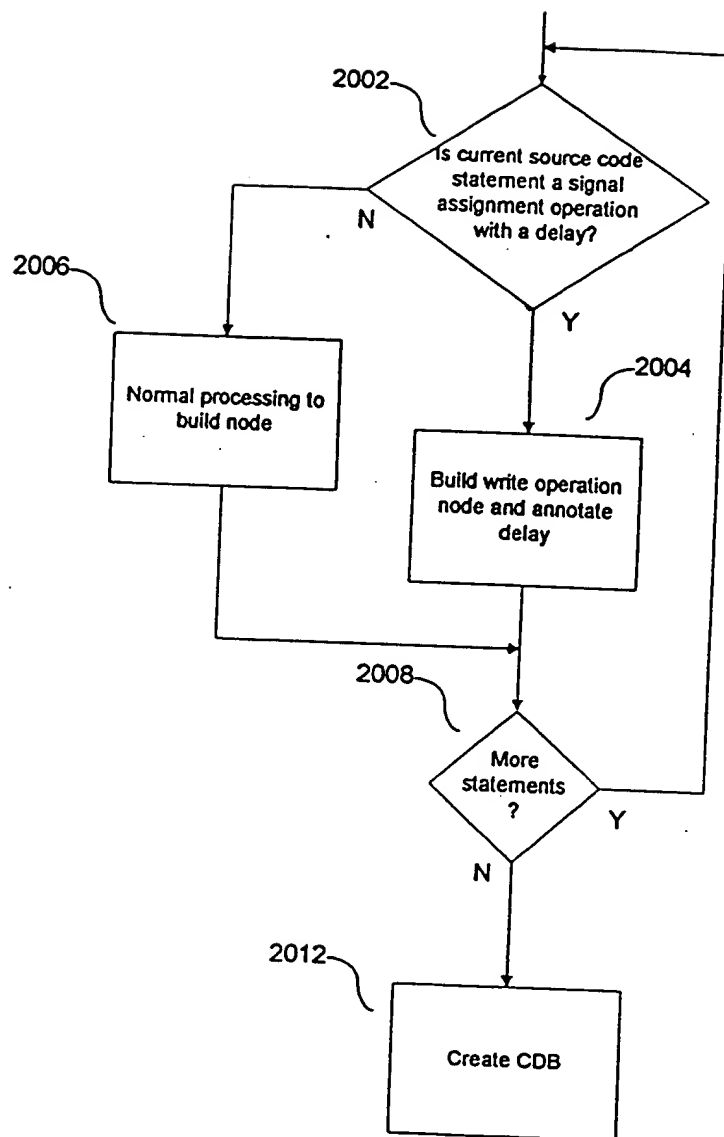 2002
Is current source code
statement a signal
assignment operation
with a delay?
N
Y
2006
Normal processing to
build node
2004
Build write operation
node and annotate
delay
2008
More
statements
?
Y
N
2012
Create CDB